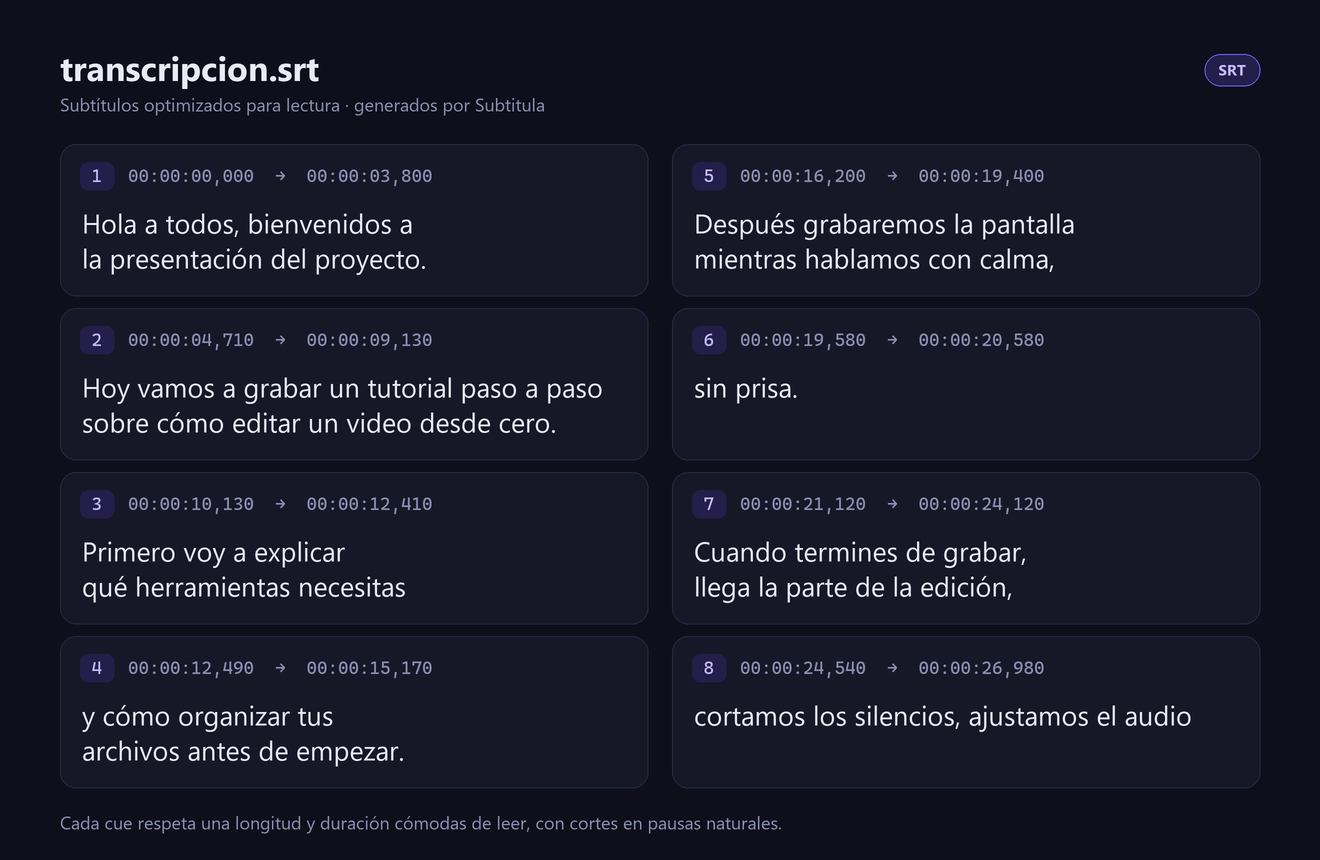 transcripcion.srt
SRT
Subtítulos optimizados para lectura · generados por Subtitula
1 00:00:00,000 → 00:00:03,800
Hola a todos, bienvenidos a
la presentación del proyecto.
2 00:00:04,710 → 00:00:09,130
Hoy vamos a grabar un tutorial paso a paso
sobre cómo editar un video desde cero.
3 00:00:10,130 → 00:00:12,410
Primero voy a explicar
qué herramientas necesitas
4 00:00:12,490 → 00:00:15,170
y cómo organizar tus
archivos antes de empezar.
5 00:00:16,200 → 00:00:19,400
Después grabaremos la pantalla
mientras hablamos con calma,
6 00:00:19,580 → 00:00:20,580
sin prisa.
7 00:00:21,120 → 00:00:24,120
Cuando termines de grabar,
llega la parte de la edición,
8 00:00:24,540 → 00:00:26,980
cortamos los silencios, ajustamos el audio
Cada cue respeta una longitud y duración cómodas de leer, con cortes en pausas naturales.